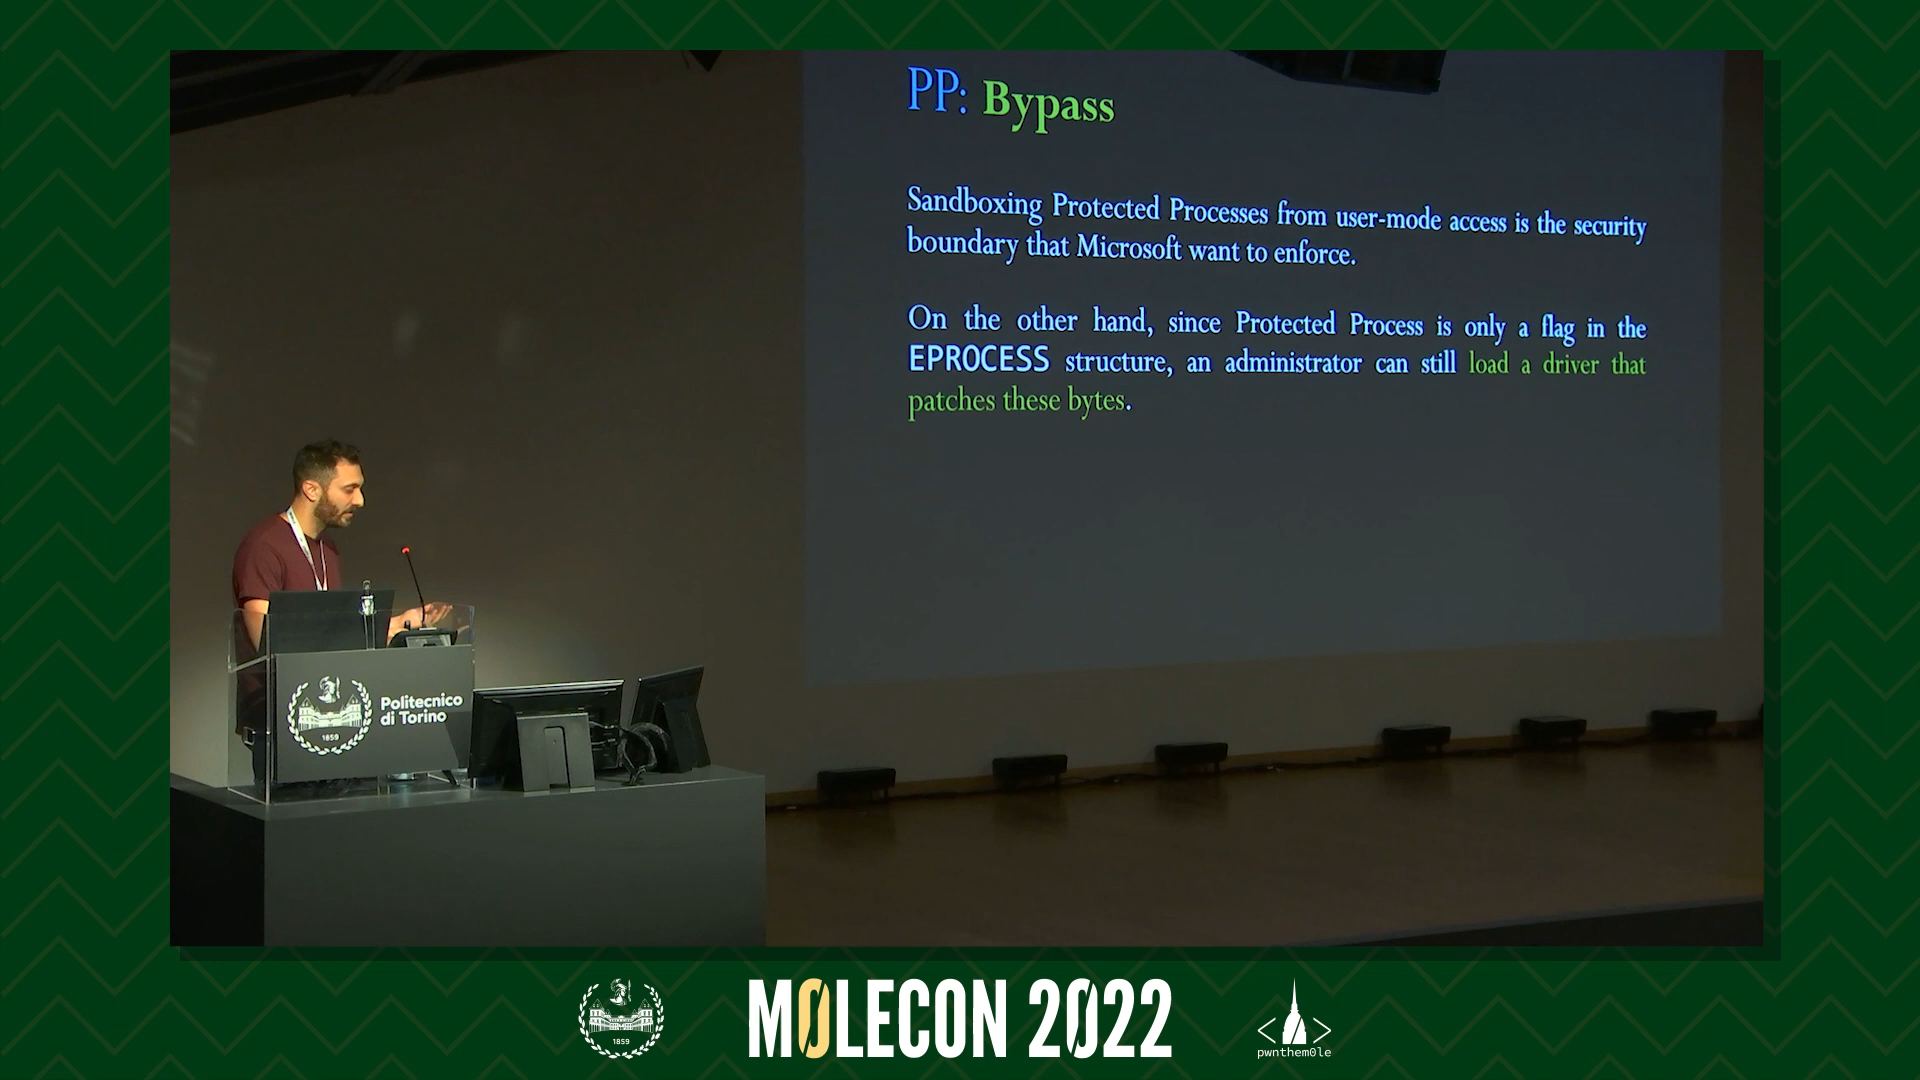 PP: Bypass
Sandboxing Protected Processes from user-mode access is the security
boundary that Microsoft want to enforce.
On the other hand, since Protected Process is only a flag in the
EPROCESS structure, an administrator can still load a driver that
patches these bytes.
1859
Politecnico
di Torino
1859
MØLECON 2022
pwnthem0le